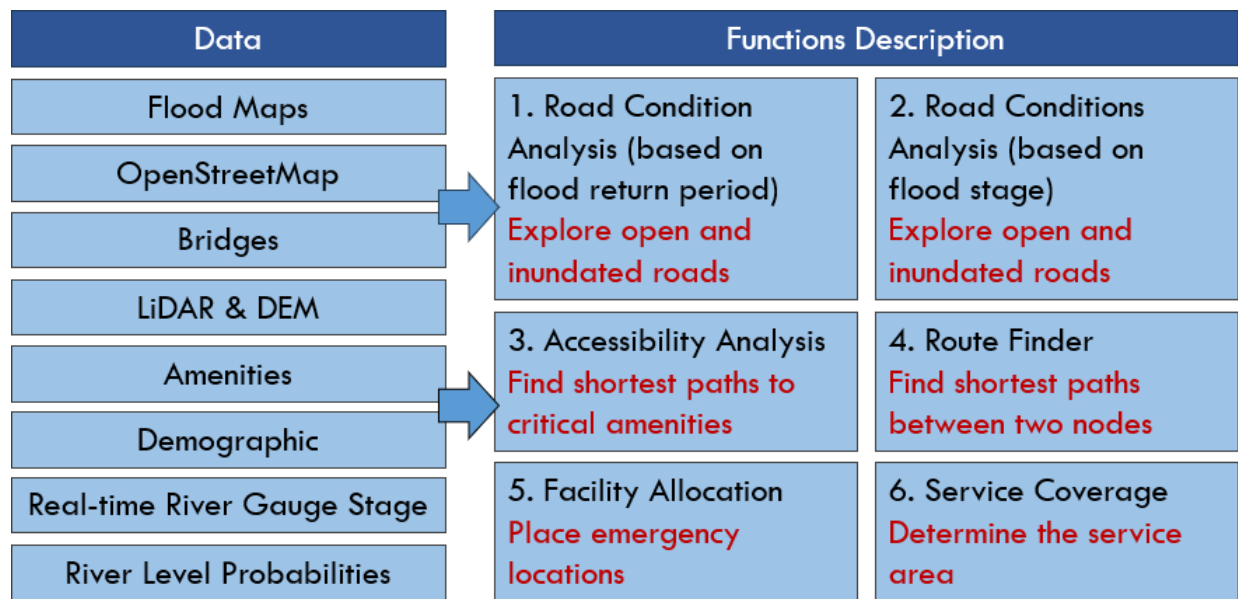 Data
Flood Maps
OpenStreetMap
Bridges
LiDAR & DEM
Amenities
Demographic
Real-time River Gauge Stage
River Level Probabilities
Functions Description
1. Road Condition
Analysis (based on
flood return period)
Explore open and
inundated roads
2. Road Conditions
Analysis (based on
flood stage)
Explore open and
inundated roads
3. Accessibility Analysis
Find shortest paths to
critical amenities
4. Route Finder
Find shortest paths
between two nodes
5. Facility Allocation
Place emergency
locations
6. Service Coverage
Determine the service
area